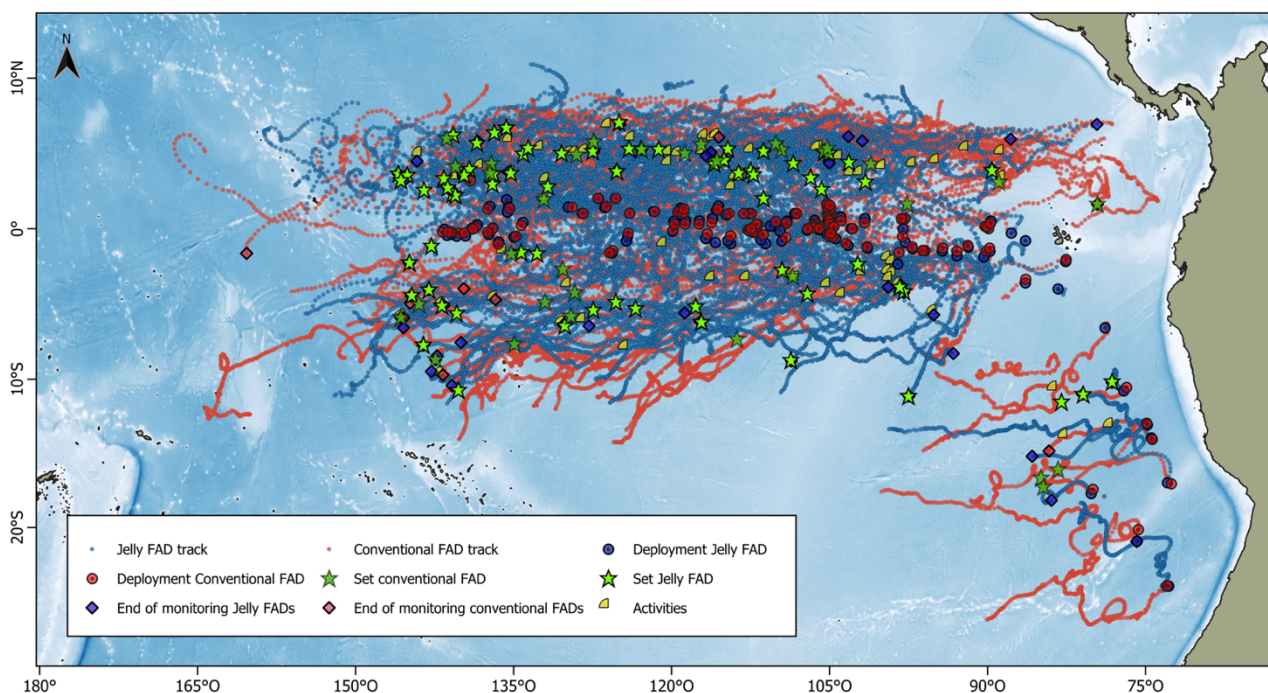 N
10°N
0°
10°S
20°S
Jelly FAD track
Conventional FAD track
Deployment Jelly FAD
Deployment Conventional FAD
Set conventional FAD
Set Jelly FAD
End of monitoring Jelly FADs
End of monitoring conventional FADs
Activities
180°
165°O
150°O
135°O
120°O
105°O
90°O
75°O